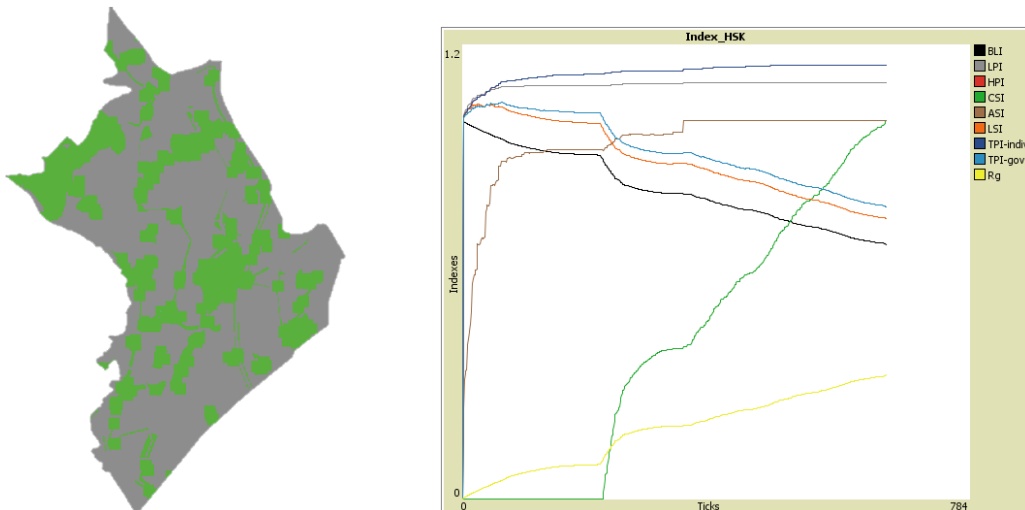 Index_HSK
1.2
Indexes
0
0
Ticks
784
BLI
LPI
HPI
CSI
ASI
LSI
TPI-indiv
TPI-gov
Rg